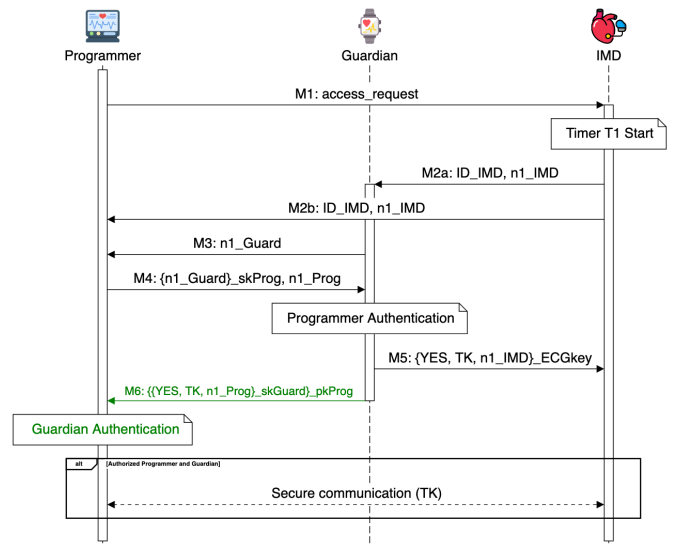 Programmer
Guardian
IMD
M1: access_request
Timer T1 Start
M2a: ID_IMD, n1_IMD
M2b: ID_IMD, n1_IMD
M3: n1_Guard
M4: {n1_Guard}_skProg, n1_Prog
Programmer Authentication
M5: {YES, TK, n1_IMD}_ECGkey
M6: {{YES, TK, n1_Prog}_skGuard}_pkProg
Guardian Authentication
alt
[Authorized Programmer and Guardian]
Secure communication (TK)